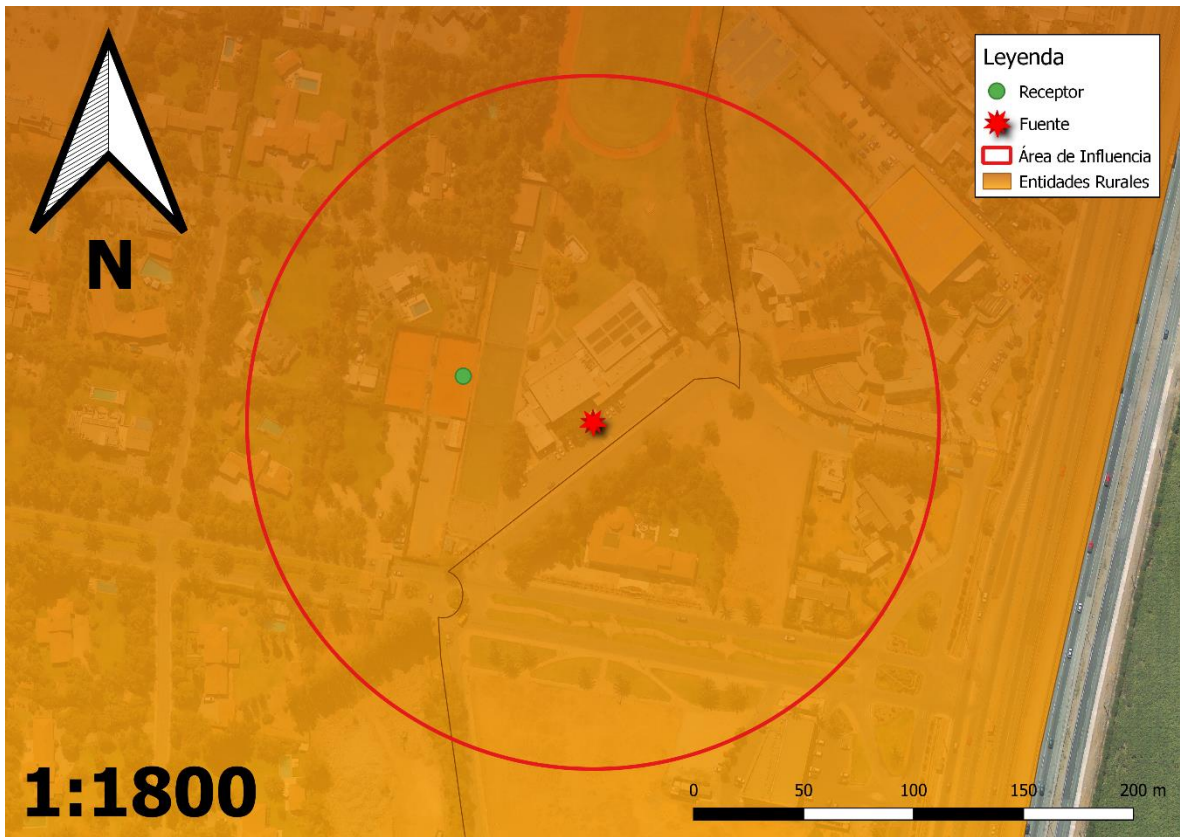 N
Leyenda
Receptor
Fuente
Área de Influencia
Entidades Rurales
1:1800
0 50 100 150 200 m